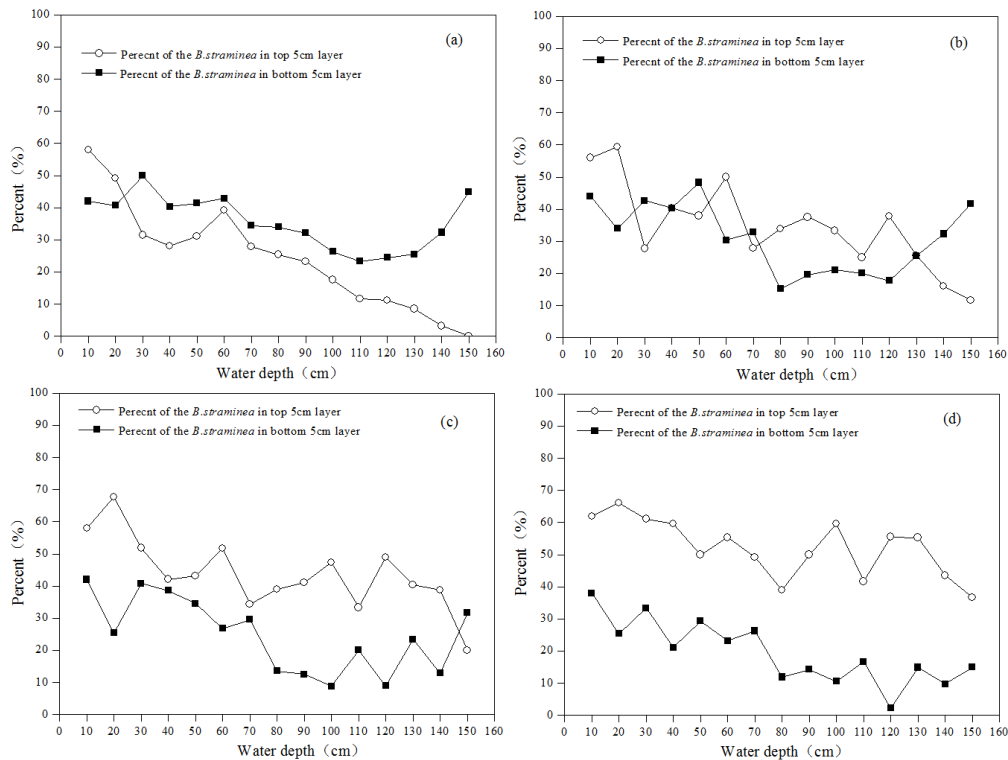 (a)
Perecnt of the B.straminea in top 5cm layer
Perecnt of the B.straminea in bottom 5cm layer
Percent（%）
100
90
80
70
60
50
40
30
20
10
0
0 10 20 30 40 50 60 70 80 90 100 110 120 130 140 150 160
Water depth（cm）
(b)
Perecnt of the B.straminea in top 5cm layer
Perecnt of the B.straminea in bottom 5cm layer
Percent（%）
100
90
80
70
60
50
40
30
20
10
0
0 10 20 30 40 50 60 70 80 90 100 110 120 130 140 150 160
Water detpth（cm）
(c)
Perecnt of the B.straminea in top 5cm layer
Perecnt of the B.straminea in bottom 5cm layer
Percent（%）
100
90
80
70
60
50
40
30
20
10
0
0 10 20 30 40 50 60 70 80 90 100 110 120 130 140 150 160
Water depth（cm）
(d)
Perecnt of the B.straminea in top 5cm layer
Perecnt of the B.straminea in bottom 5cm layer
Percent（%）
100
90
80
70
60
50
40
30
20
10
0
0 10 20 30 40 50 60 70 80 90 100 110 120 130 140 150 160
Water depth（cm）